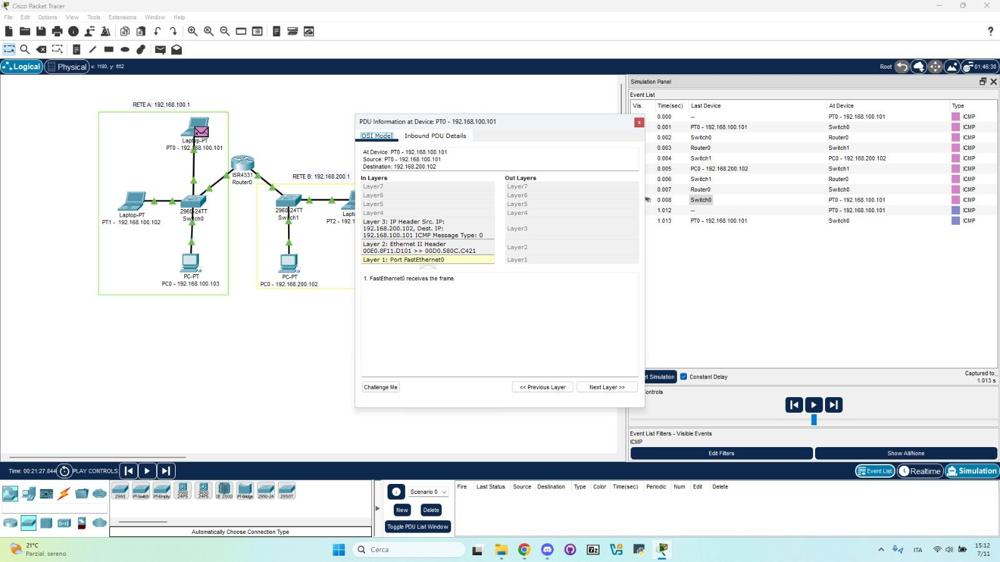 Cisco Packet Tracer
File Edit Options View Tools Extensions Window Help
Logical Physical x: 1180, y: 652
Root 01:46:30
RETE A: 192.168.100.1
Laptop-PT
PT0 - 192.168.100.101
ISR4331
Router0
RETE B: 192.168.200.1
Laptop-PT
PT1 - 192.168.100.102
2960-24TT
Switch0
2960-24TT
Switch1
PT2 - 192.1
PC-PT
PC0 - 192.168.100.103
PC-PT
PC0 - 192.168.200.102
PDU Information at Device: PT0 - 192.168.100.101
x
OSI Model Inbound PDU Details
At Device: PT0 - 192.168.100.101
Source: PT0 - 192.168.100.101
Destination: 192.168.200.102
In Layers Out Layers
Layer7 Layer7
Layer6 Layer6
Layer5 Layer5
Layer4 Layer4
Layer 3: IP Header Src. IP:
192.168.200.102, Dest. IP:
192.168.100.101 ICMP Message Type: 0
Layer3
Layer 2: Ethernet II Header
00E0.8F11.D101 >> 00D0.580C.C421
Layer2
Layer 1: Port FastEthernet0 Layer1
1. FastEthernet0 receives the frame.
Challenge Me << Previous Layer Next Layer >>
Simulation Panel
Event List
Vis. Time(sec) Last Device At Device Type
0.000 -- PT0 - 192.168.100.101 ICMP
0.001 PT0 - 192.168.100.101 Switch0 ICMP
0.002 Switch0 Router0 ICMP
0.003 Router0 Switch1 ICMP
0.004 Switch1 PC0 - 192.168.200.102 ICMP
0.005 PC0 - 192.168.200.102 Switch1 ICMP
0.006 Switch1 Router0 ICMP
0.007 Router0 Switch0 ICMP
0.008 Switch0 PT0 - 192.168.100.101 ICMP
1.012 -- PT0 - 192.168.100.101 ICMP
1.013 PT0 - 192.168.100.101 Switch0 ICMP
et Simulation Constant Delay Captured to:
1.013 s
Controls
Event List Filters - Visible Events
ICMP
Edit Filters Show All/None
Time: 00:21:27.844 PLAY CONTROLS: Event List Realtime Simulation
2960 PT-Switch PT-Empty 3560 24PS 3650 24PS IE 2000 PT-Bridge 2950-24 2950T
Automatically Choose Connection Type
Scenario 0
New Delete
Toggle PDU List Window
Fire Last Status Source Destination Type Color Time(sec) Periodic Num Edit Delete
21°C
Parzial. sereno
Cerca
7z
ITA
15:12
7/11